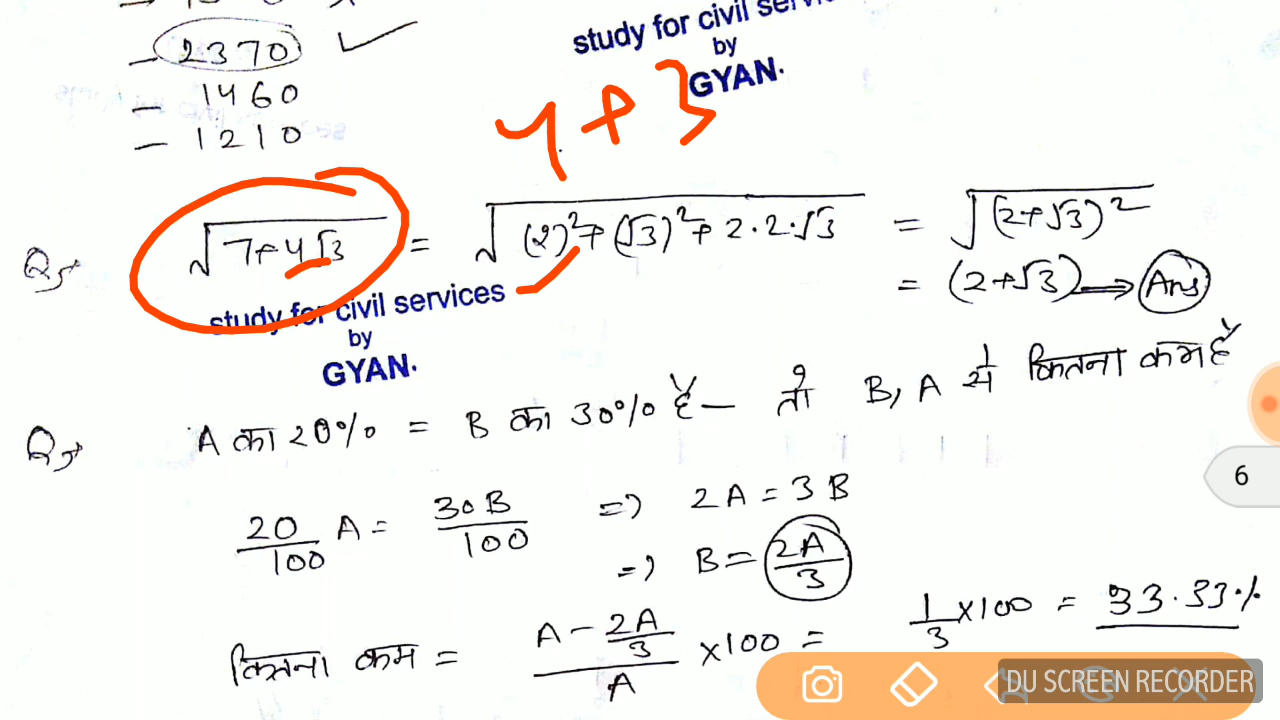 - 2370 ✓
- 1460
- 1210
study for civil
by
GYAN.
4+3
Q→ √(7+4√3) = √((2)²+(√3)²+2·2·√3) = √((2+√3)²)
= (2+√3) → Ans
study for civil services
by
GYAN.
Q→ A का 20% = B का 30% है — तो B, A से कितना कम है
20/100 A = 30B/100 => 2A = 3B
=> B = 2A/3
6
कितना कम = (A - 2A/3)/A ×100 = 1/3 ×100 = 33.33%
DU SCREEN RECORDER